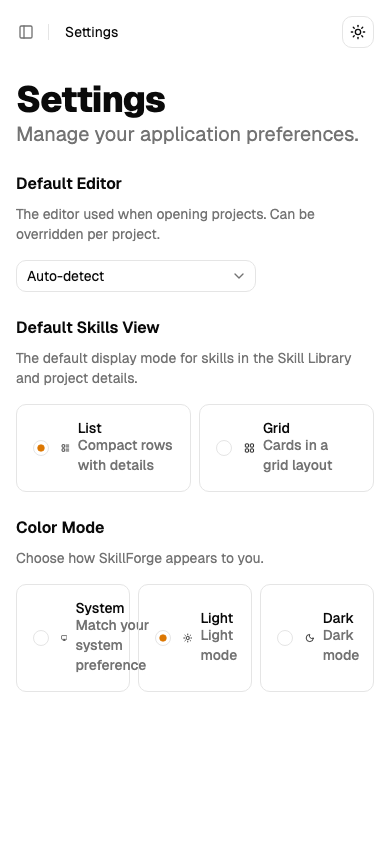 Settings
Settings
Manage your application preferences.
Default Editor
The editor used when opening projects. Can be
overridden per project.
Auto-detect
Default Skills View
The default display mode for skills in the Skill Library
and project details.
List
Compact rows
with details
Grid
Cards in a
grid layout
Color Mode
Choose how SkillForge appears to you.
System
Match your
system
preference
Light
Light
mode
Dark
Dark
mode